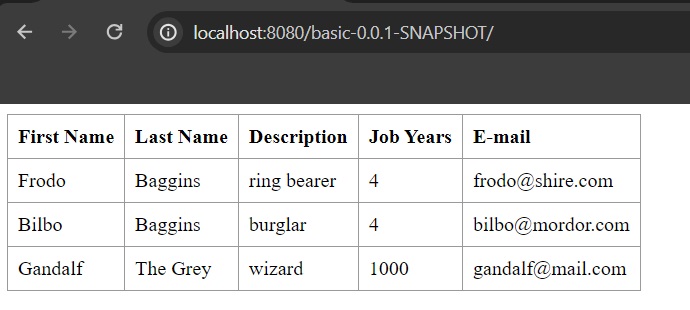 localhost:8080/basic-0.0.1-SNAPSHOT/
First Name Last Name Description Job Years E-mail
Frodo Baggins ring bearer 4 frodo@shire.com
Bilbo Baggins burglar 4 bilbo@mordor.com
Gandalf The Grey wizard 1000 gandalf@mail.com